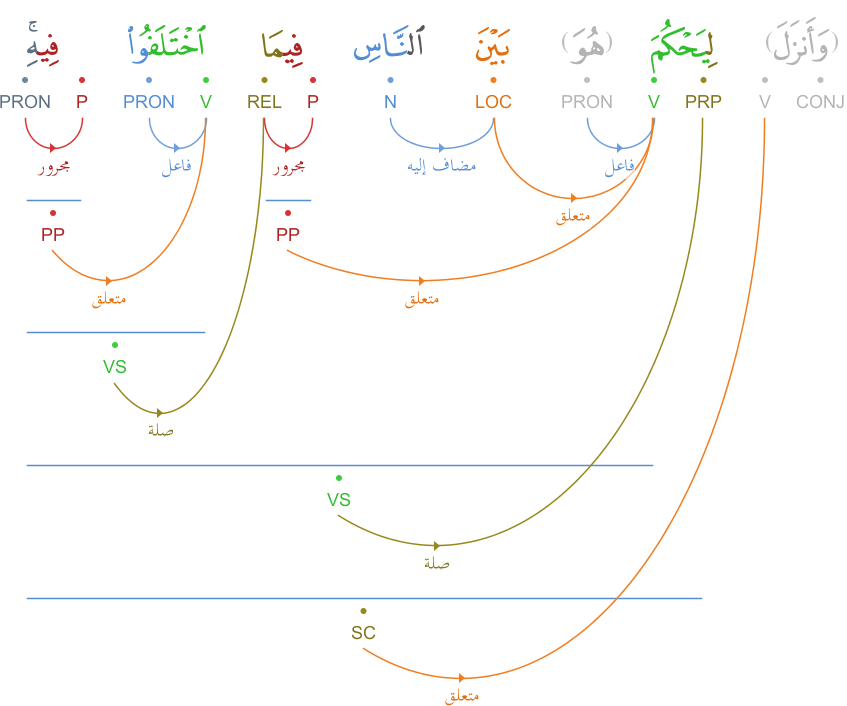 (وَأَنزَلَ) لِيَحْكُمَ (هُوَ) بَيْنَ ٱلنَّاسِ فِيمَا ٱخْتَلَفُوا۟ فِيهِ ۚ
CONJ V PRP V PRON LOC N P REL V PRON P PRON
فاعل مضاف إليه مجرور فاعل مجرور
متعلق
PP PP
متعلق متعلق
VS
صلة
VS
صلة
SC
متعلق